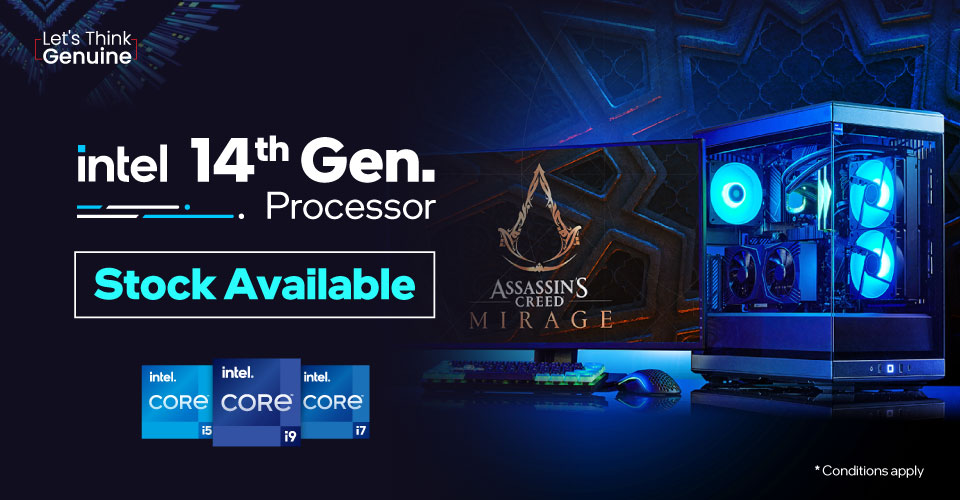 Let's Think
Genuine
intel 14th Gen.
Processor
Stock Available
ASSASSIN'S
CREED
MIRAGE
intel.
CORE
i5
intel.
CORE
i9
intel.
CORE
i7
* Conditions apply